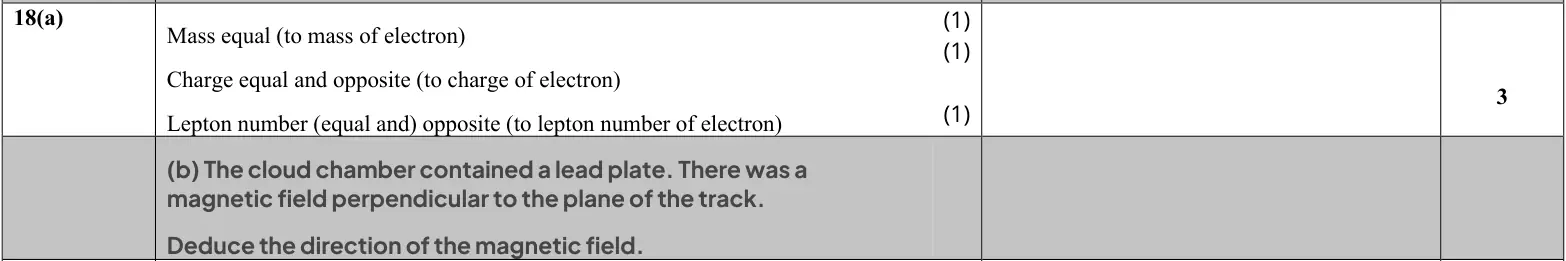 18(a)
(1)
Mass equal (to mass of electron)
(1)
Charge equal and opposite (to charge of electron)
3
Lepton number (equal and) opposite (to lepton number of electron)
(1)
(b) The cloud chamber contained a lead plate. There was a
magnetic field perpendicular to the plane of the track.
Deduce the direction of the magnetic field.